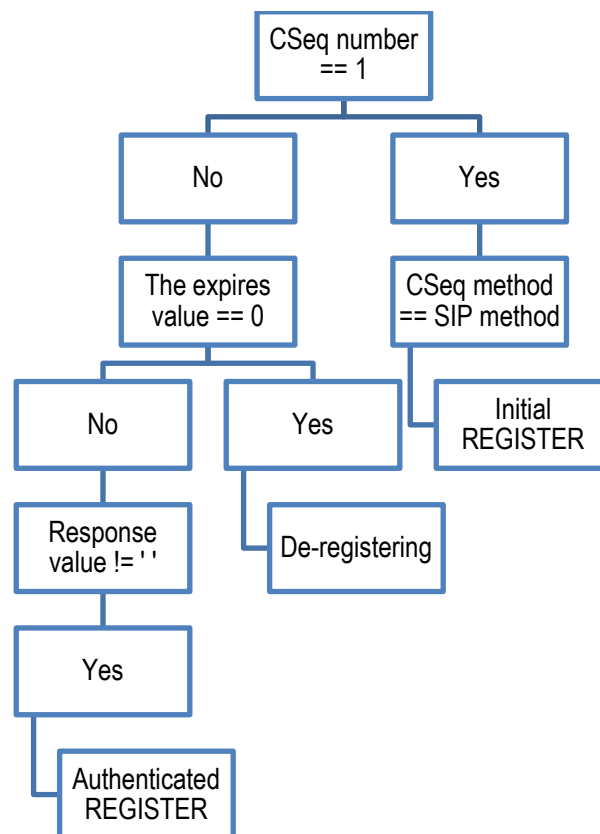 CSeq number
== 1
No
Yes
The expires
value == 0
CSeq method
== SIP method
No
Yes
Initial
REGISTER
Response
value != ' '
De-registering
Yes
Authenticated
REGISTER